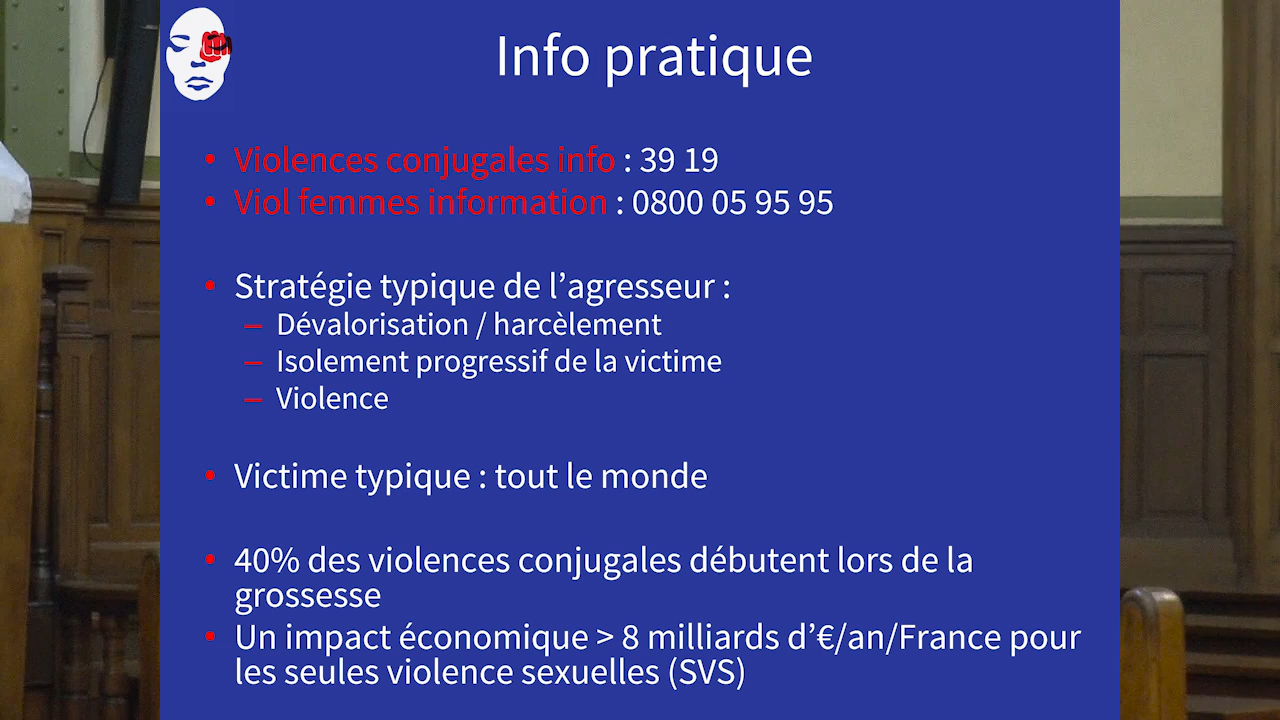 Info pratique
• Violences conjugales info : 39 19
• Viol femmes information : 0800 05 95 95
• Stratégie typique de l’agresseur :
– Dévalorisation / harcèlement
– Isolement progressif de la victime
– Violence
• Victime typique : tout le monde
• 40% des violences conjugales débutent lors de la
grossesse
• Un impact économique > 8 milliards d’€/an/France pour
les seules violence sexuelles (SVS)